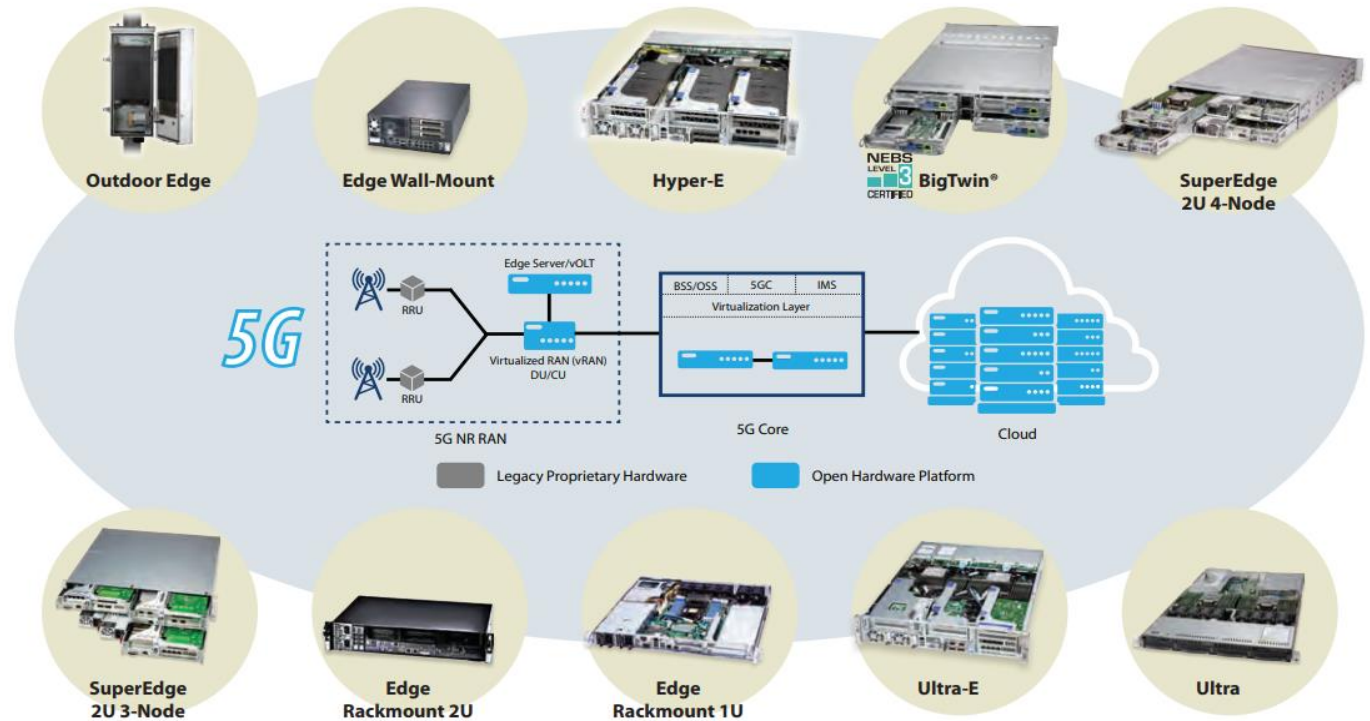 Outdoor Edge
Edge Wall-Mount
Hyper-E
NEBS
LEVEL 3
CERTIFIED
BigTwin®
SuperEdge
2U 4-Node
5G
RRU
RRU
Edge Server/vOLT
Virtualized RAN (vRAN)
DU/CU
5G NR RAN
BSS/OSS
5GC
IMS
Virtualization Layer
5G Core
Cloud
Legacy Proprietary Hardware
Open Hardware Platform
SuperEdge
2U 3-Node
Edge
Rackmount 2U
Edge
Rackmount 1U
Ultra-E
Ultra